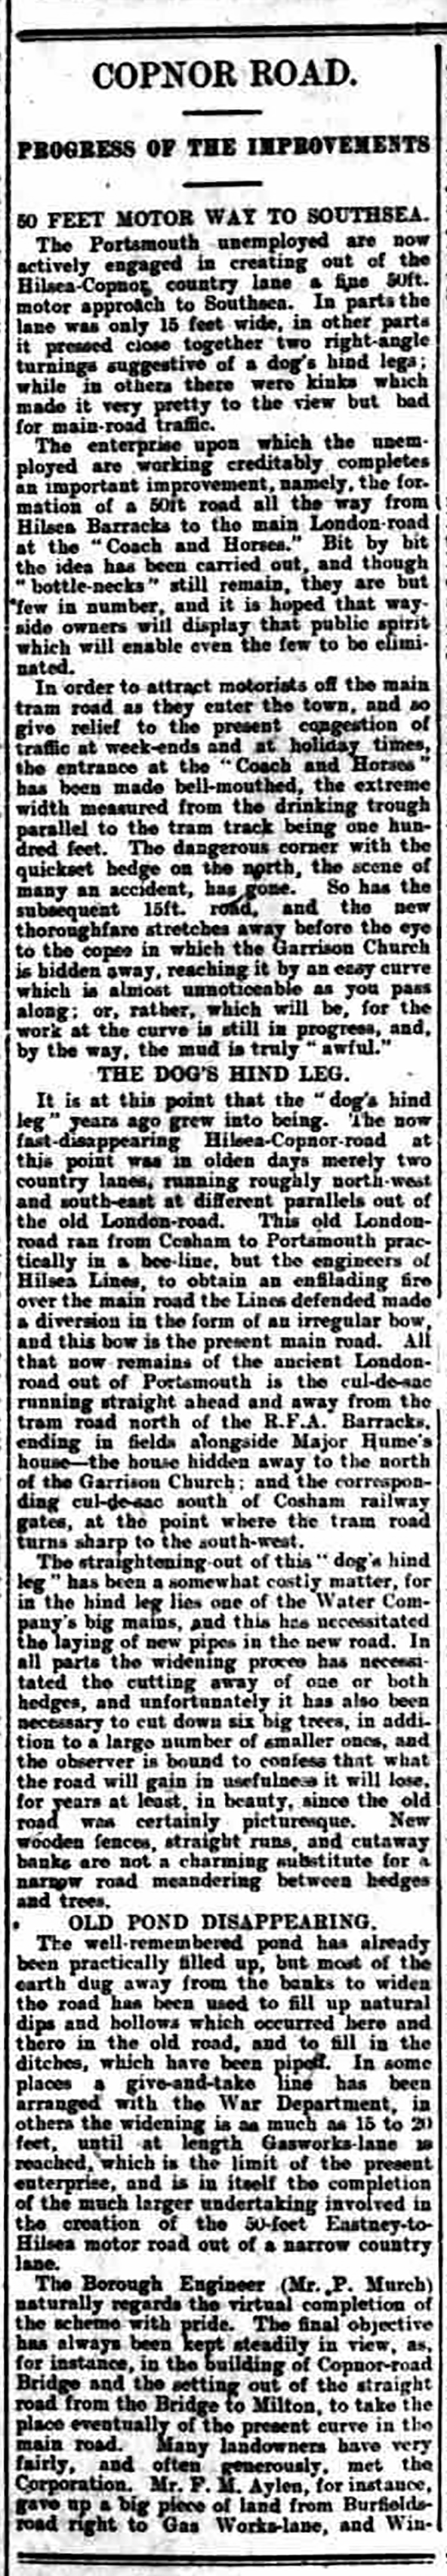 COPNOR ROAD.
PROGRESS OF THE IMPROVEMENTS
50 FEET MOTOR WAY TO SOUTHSEA.
The Portsmouth unemployed are now
actively engaged in creating out of the
Hilsea-Copnor country lane a fine 50ft.
motor approach to Southsea. In parts the
lane was only 15 feet wide, in other parts
it pressed close together two right-angle
turnings suggestive of a dog's hind legs;
while in others there were kinks which
made it very pretty to the view but bad
for main-road traffic.
The enterprise upon which the unem-
ployed are working creditably completes
an important improvement, namely, the for-
mation of a 50ft road all the way from
Hilsea Barracks to the main London-road
at the "Coach and Horses." Bit by bit
the idea has been carried out, and though
"bottle-necks" still remain, they are but
few in number, and it is hoped that way-
side owners will display that public spirit
which will enable even the few to be elimi-
nated.
In order to attract motorists off the main
tram road as they enter the town, and so
give relief to the present congestion of
traffic at week-ends and at holiday times,
the entrance at the "Coach and Horses"
has been made bell-mouthed, the extreme
width measured from the drinking trough
parallel to the tram track being one hun-
dred feet. The dangerous corner with the
quickset hedge on the north, the scene of
many an accident, has gone. So has the
subsequent 15ft. road, and the new
thoroughfare stretches away before the eye
to the copse in which the Garrison Church
is hidden away, reaching it by an easy curve
which is almost unnoticeable as you pass
along; or, rather, which will be, for the
work at the curve is still in progress, and,
by the way, the mud is truly "awful."
THE DOG'S HIND LEG.
It is at this point that the "dog's hind
leg" years ago grew into being. The now
fast-disappearing Hilsea-Copnor-road at
this point was in olden days merely two
country lanes, running roughly north-west
and south-east at different parallels out of
the old London-road. This old London-
road ran from Cosham to Portsmouth prac-
tically in a bee-line, but the engineers of
Hilsea Lines, to obtain an enfilading fire
over the main road the Lines defended made
a diversion in the form of an irregular bow,
and this bow is the present main road. All
that now remains of the ancient London-
road out of Portsmouth is the cul-de-sac
running straight ahead and away from the
tram road north of the R.F.A. Barracks,
ending in fields alongside Major Hume's
house—the house hidden away to the north
of the Garrison Church; and the correspon-
ding cul-de-sac south of Cosham railway
gates, at the point where the tram road
turns sharp to the south-west.
The straightening-out of this "dog's hind
leg" has been a somewhat costly matter, for
in the hind leg lies one of the Water Com-
pany's big mains, and this has necessitated
the laying of new pipes in the new road. In
all parts the widening process has necessi-
tated the cutting away of one or both
hedges, and unfortunately it has also been
necessary to cut down six big trees, in addi-
tion to a large number of smaller ones, and
the observer is bound to confess that what
the road will gain in usefulness it will lose,
for years at least, in beauty, since the old
road was certainly picturesque. New
wooden fences, straight runs, and cutaway
banks are not a charming substitute for a
narrow road meandering between hedges
and trees.
OLD POND DISAPPEARING.
The well-remembered pond has already
been practically filled up, but most of the
earth dug away from the banks to widen
the road has been used to fill up natural
dips and hollows which occurred here and
there in the old road, and to fill in the
ditches, which have been piped. In some
places a give-and-take line has been
arranged with the War Department, in
others the widening is as much as 15 to 20
feet, until at length Gasworks-lane is
reached, which is the limit of the present
enterprise, and is in itself the completion
of the much larger undertaking involved in
the creation of the 50-feet Eastney-to-
Hilsea motor road out of a narrow country
lane.
The Borough Engineer (Mr. P. Murch)
naturally regards the virtual completion of
the scheme with pride. The final objective
has always been kept steadily in view, as,
for instance, in the building of Copnor-road
Bridge and the setting out of the straight
road from the Bridge to Milton, to take the
place eventually of the present curve in the
main road. Many landowners have very
fairly, and often generously, met the
Corporation. Mr. F. M. Aylen, for instance,
gave up a big piece of land from Burfields-
road right to Gas Works-lane, and Win-